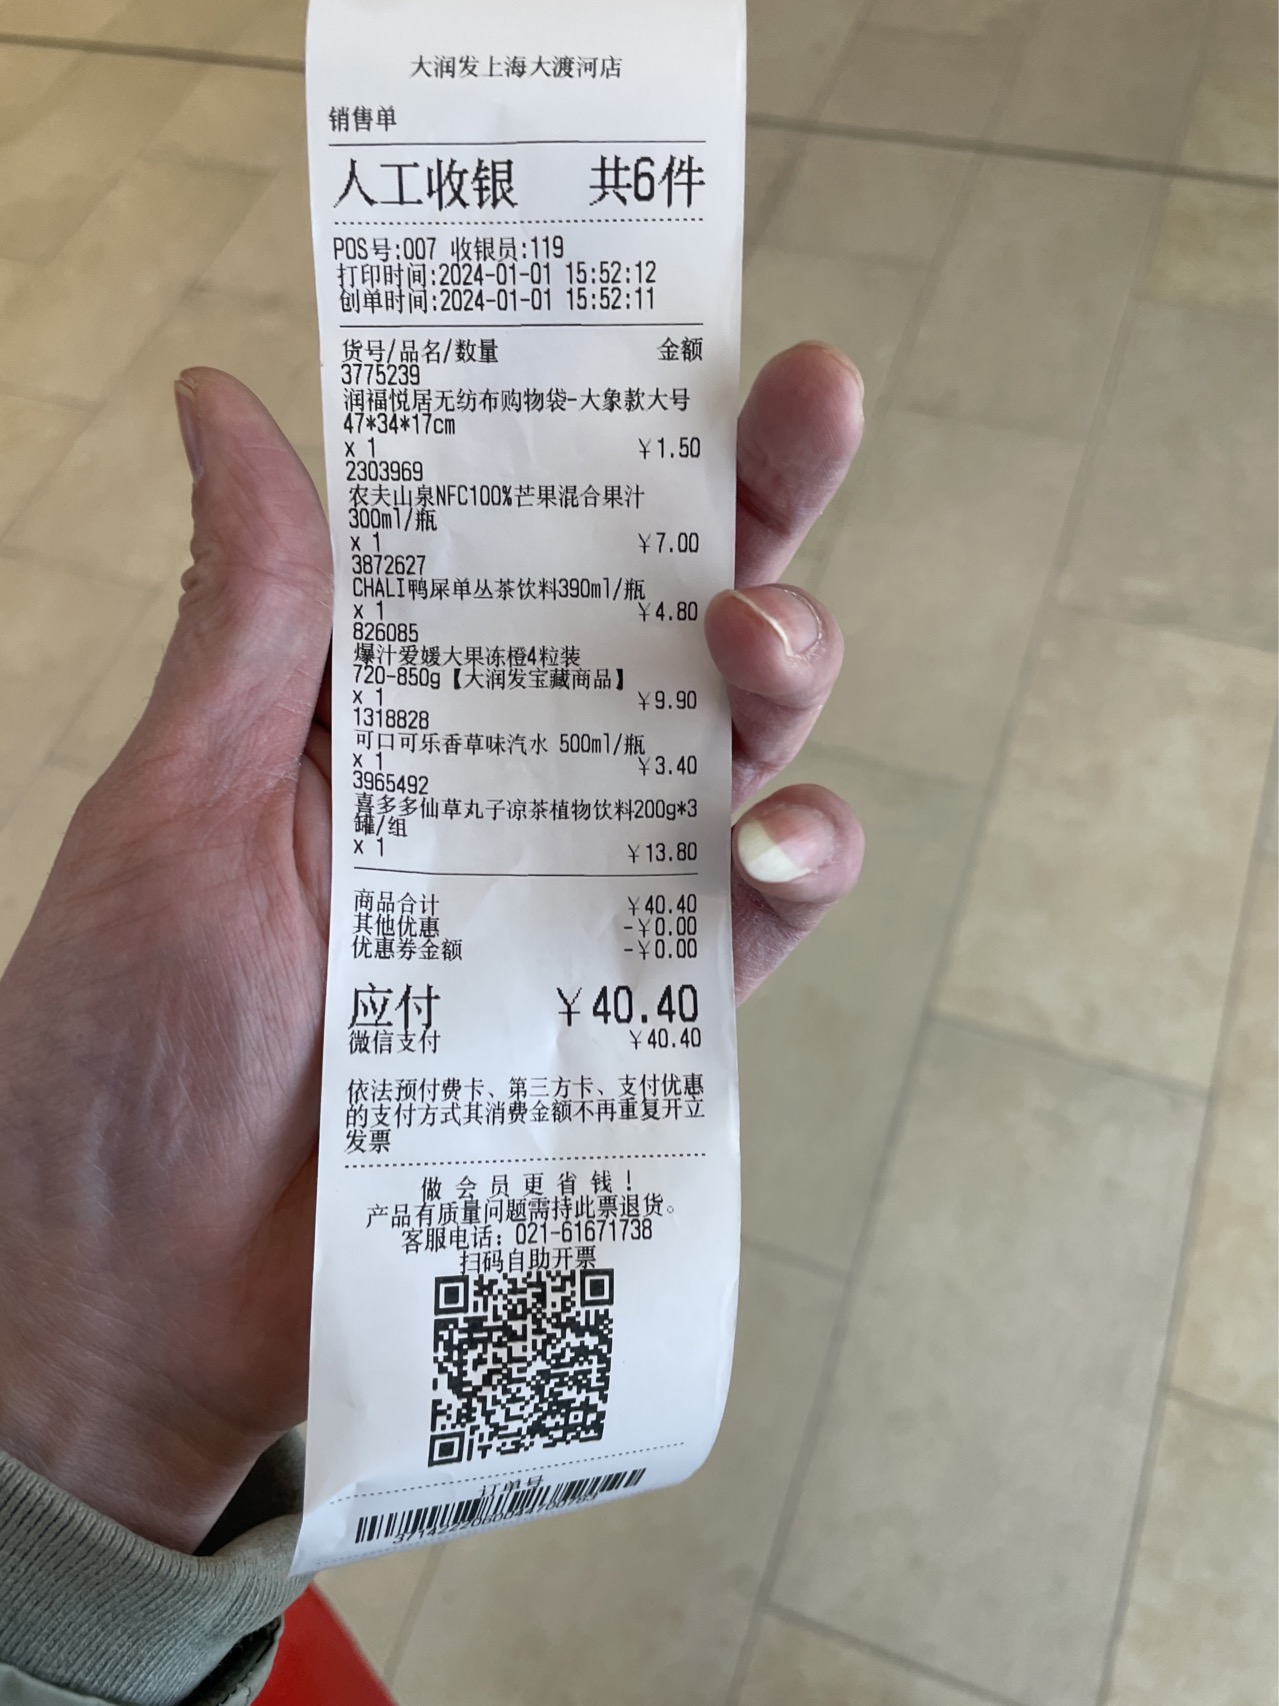 大润发上海大渡河店
销售单
人工收银 共6件
POS号:007 收银员:119
打印时间:2024-01-01 15:52:12
创单时间:2024-01-01 15:52:11
货号/品名/数量 金额
3775239
润福悦居无纺布购物袋-大象款大号
47*34*17cm
x 1 ￥1.50
2303969
农夫山泉NFC100%芒果混合果汁
300ml/瓶
x 1 ￥7.00
3872627
CHALI鸭屎单丛茶饮料390ml/瓶
x 1 ￥4.80
826085
爆汁爱媛大果冻橙4粒装
720-850g【大润发宝藏商品】
x 1 ￥9.90
1318828
可口可乐香草味汽水 500ml/瓶
x 1 ￥3.40
3965492
喜多多仙草丸子凉茶植物饮料200g*3
罐/组
x 1 ￥13.80
商品合计 ￥40.40
其他优惠 -￥0.00
优惠券金额 -￥0.00
应付 ￥40.40
微信支付 ￥40.40
依法预付费卡、第三方卡、支付优惠
的支付方式其消费金额不再重复开立
发票
做会员更省钱！
产品有质量问题需持此票退货。
客服电话：021-61671738
扫码自助开票
订单号